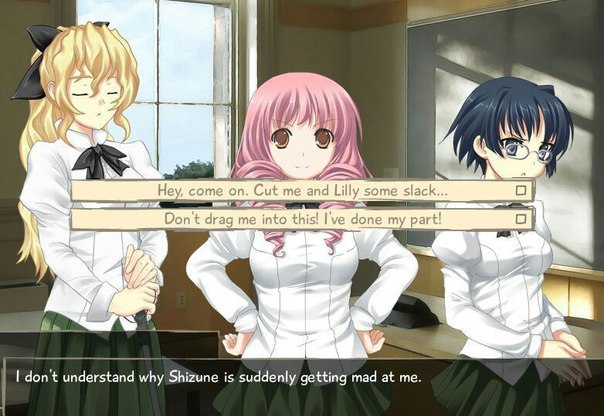 Hey, come on. Cut me and Lilly some slack...
Don't drag me into this! I've done my part!
I don't understand why Shizune is suddenly getting mad at me.